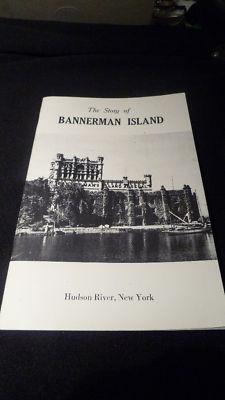 The Story of
BANNERMAN ISLAND
Hudson River, New York